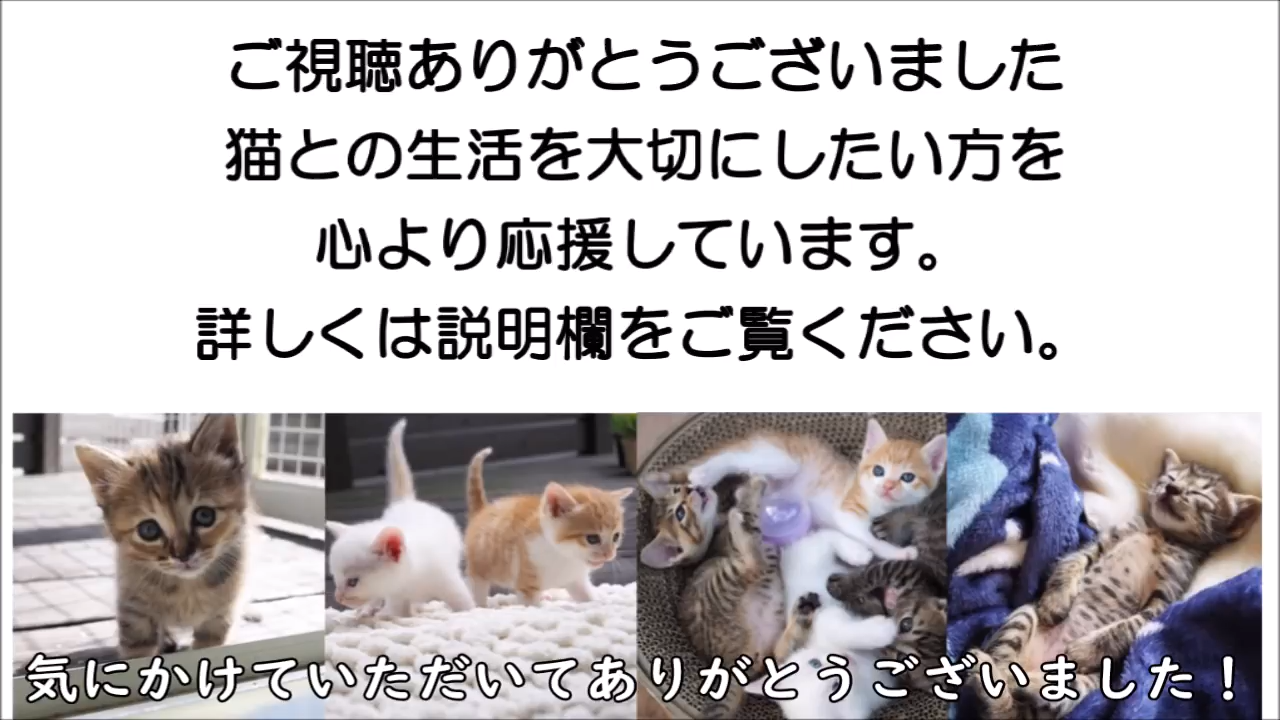 ご視聴ありがとうございました
猫との生活を大切にしたい方を
心より応援しています。
詳しくは説明欄をご覧ください。
気にかけていただいてありがとうございました！